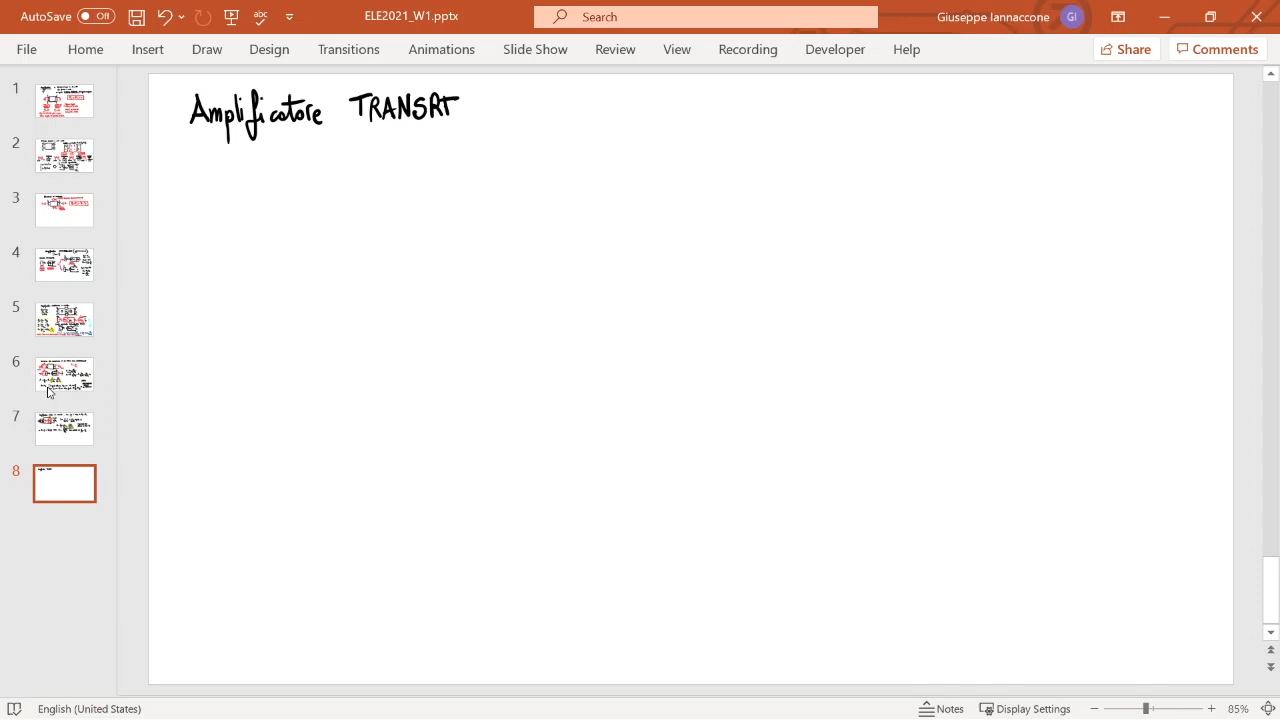 AutoSave Off ELE2021_W1.pptx Search Giuseppe Iannaccone GI
File Home Insert Draw Design Transitions Animations Slide Show Review View Recording Developer Help Share Comments
1
2
3
4
5
6
7
8
Amplificatore TRANSRT
English (United States) Notes Display Settings 85%